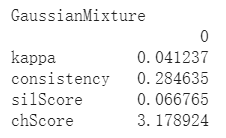 GaussianMixture
0
kappa 0.041237
consistency 0.284635
silScore 0.066765
chScore 3.178924